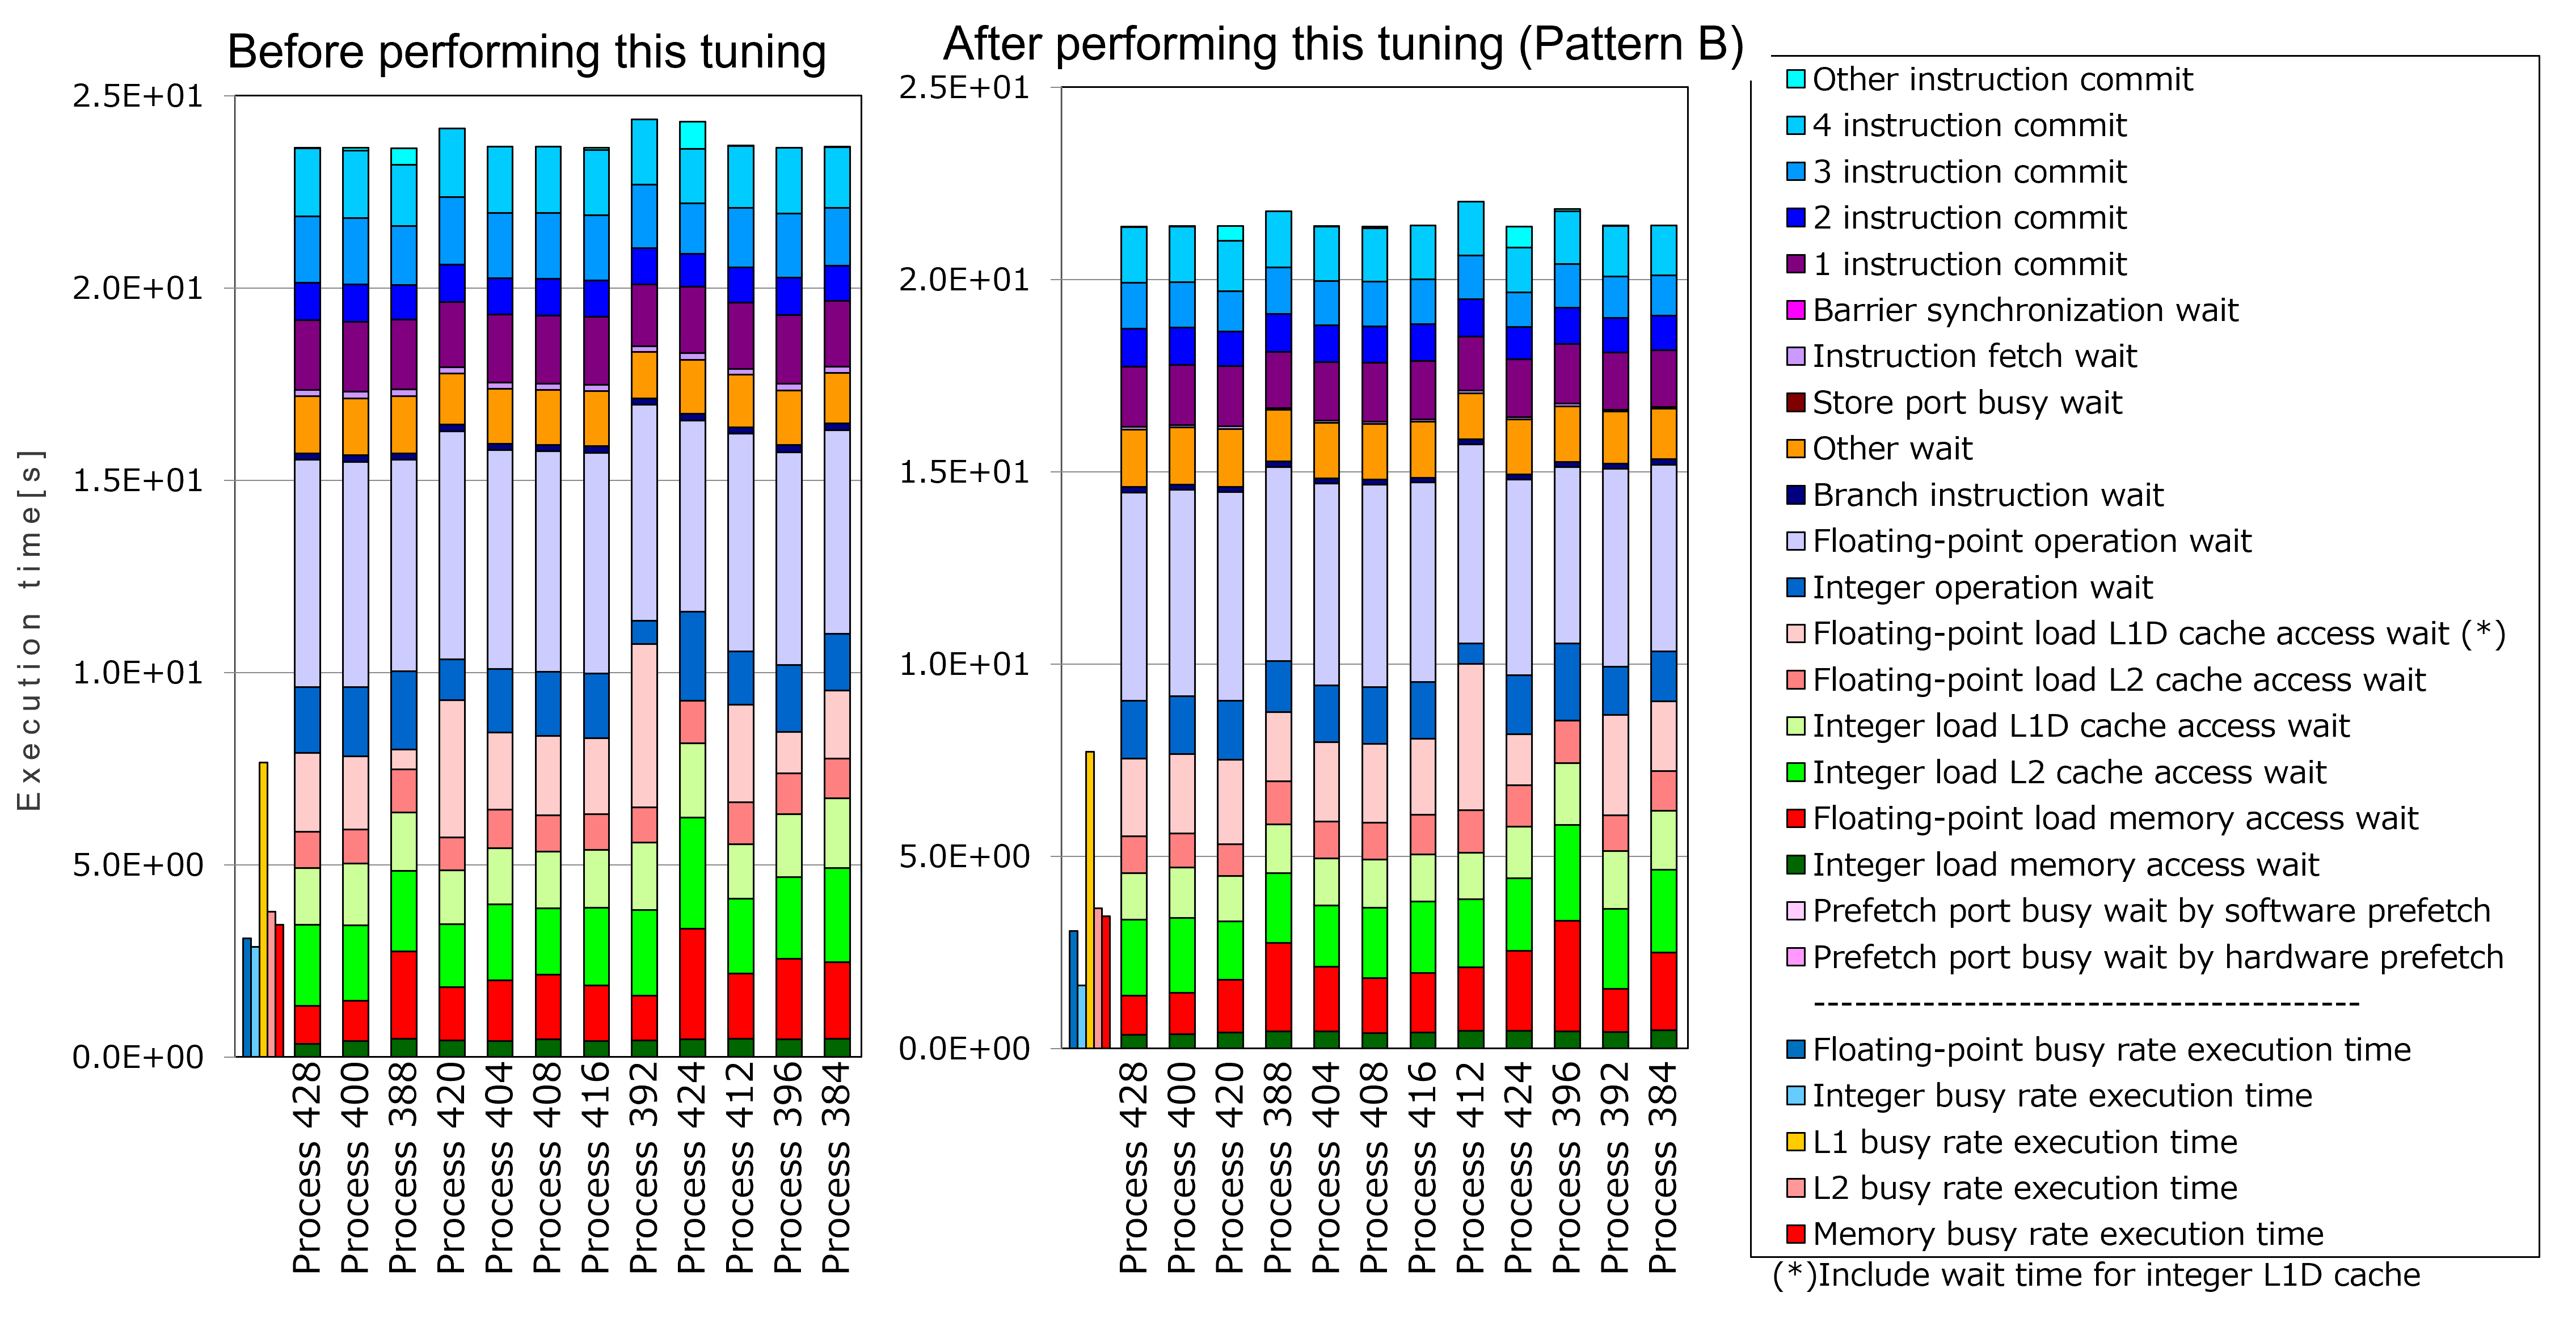 Before performing this tuning
After performing this tuning (Pattern B)
Execution time[s]
2.5E+01
2.0E+01
1.5E+01
1.0E+01
5.0E+00
0.0E+00
Process 428
Process 400
Process 388
Process 420
Process 404
Process 408
Process 416
Process 392
Process 424
Process 412
Process 396
Process 384
2.5E+01
2.0E+01
1.5E+01
1.0E+01
5.0E+00
0.0E+00
Process 428
Process 400
Process 420
Process 388
Process 404
Process 408
Process 416
Process 412
Process 424
Process 396
Process 392
Process 384
Other instruction commit
4 instruction commit
3 instruction commit
2 instruction commit
1 instruction commit
Barrier synchronization wait
Instruction fetch wait
Store port busy wait
Other wait
Branch instruction wait
Floating-point operation wait
Integer operation wait
Floating-point load L1D cache access wait (*)
Floating-point load L2 cache access wait
Integer load L1D cache access wait
Integer load L2 cache access wait
Floating-point load memory access wait
Integer load memory access wait
Prefetch port busy wait by software prefetch
Prefetch port busy wait by hardware prefetch
----------------------------------------
Floating-point busy rate execution time
Integer busy rate execution time
L1 busy rate execution time
L2 busy rate execution time
Memory busy rate execution time
(*)Include wait time for integer L1D cache